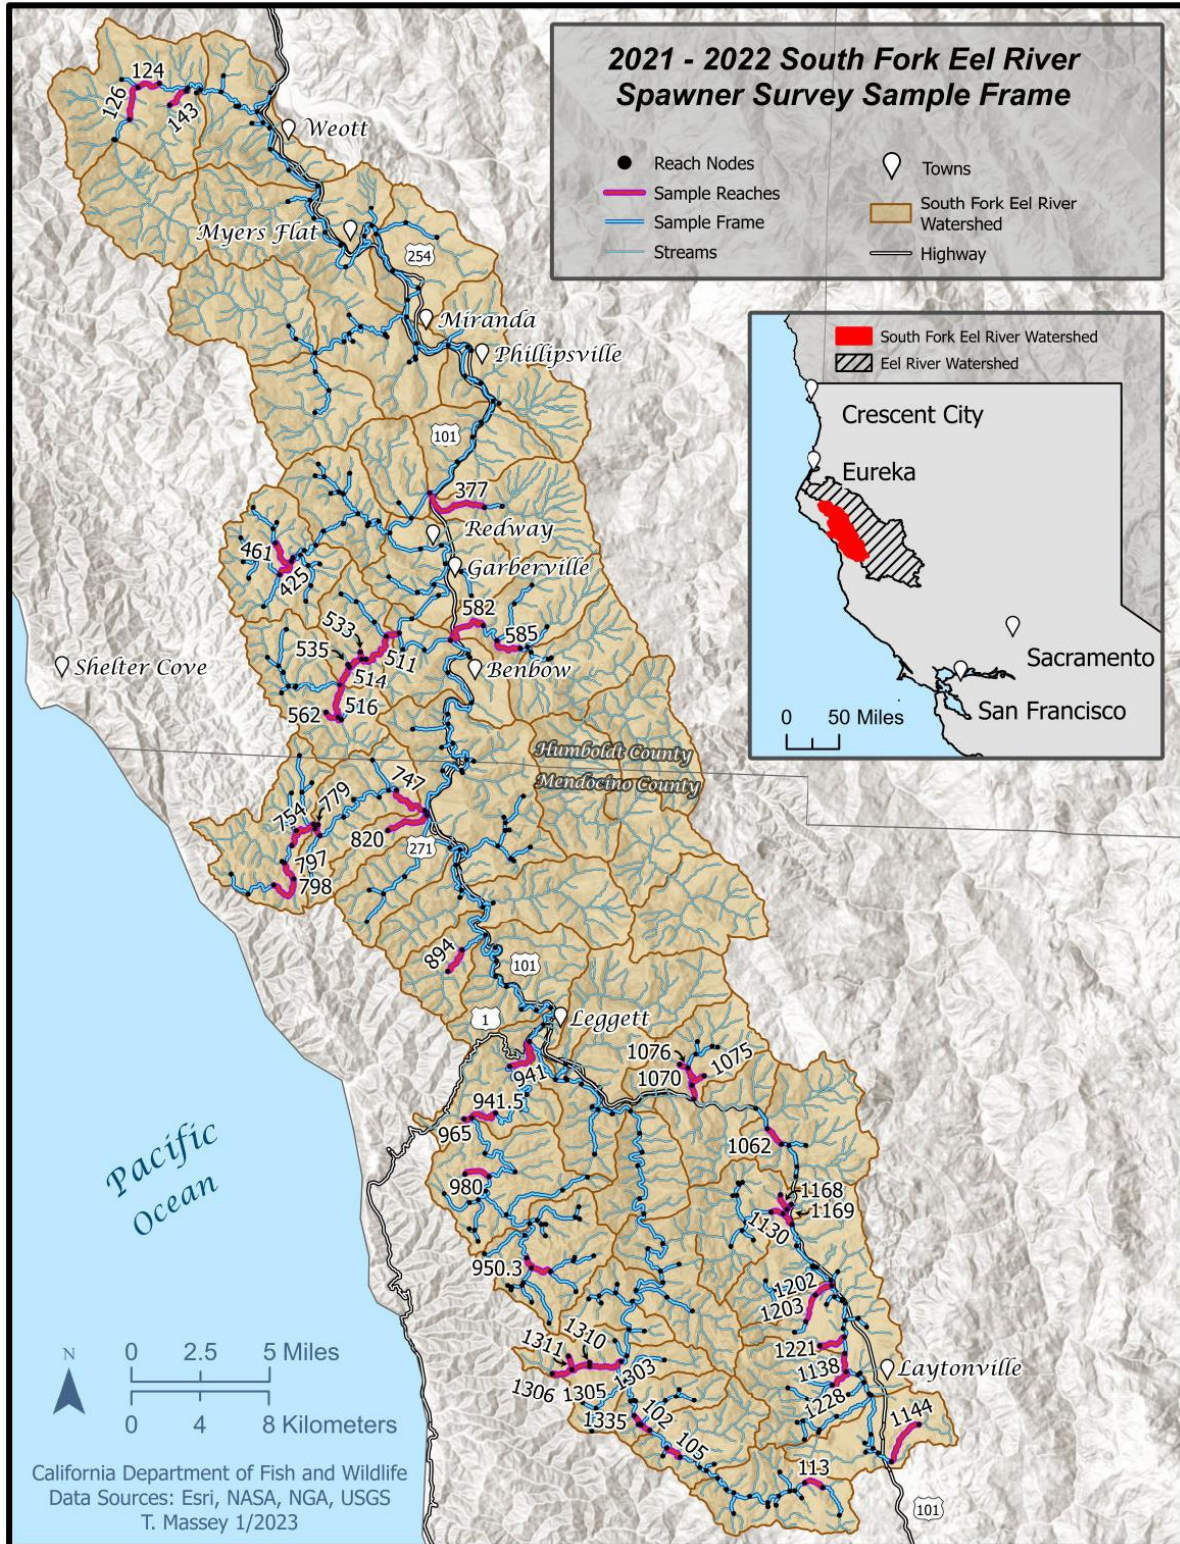 2021 - 2022 South Fork Eel River
Spawner Survey Sample Frame
Reach Nodes
Sample Reaches
Sample Frame
Streams
Towns
South Fork Eel River
Watershed
Highway
South Fork Eel River Watershed
Eel River Watershed
Crescent City
Eureka
Sacramento
San Francisco
0 50 Miles
124
126
143
Weott
Myers Flat
254
Miranda
Phillipsville
101
377
Redway
461
425
Garberville
582
533
585
535
511
Shelter Cove
514
Benbow
562
516
Humboldt County
Mendocino County
747
779
754
820
271
797
798
894
101
1
Leggett
1076
1075
941
1070
941.5
965
1062
Pacific
Ocean
980
1168
1169
1130
950.3
1202
1203
1310
1311
1221
1303
1138
Laytonville
1306
1305
1228
1335
102
1144
105
113
101
N
0 2.5 5 Miles
0 4 8 Kilometers
California Department of Fish and Wildlife
Data Sources: Esri, NASA, NGA, USGS
T. Massey 1/2023